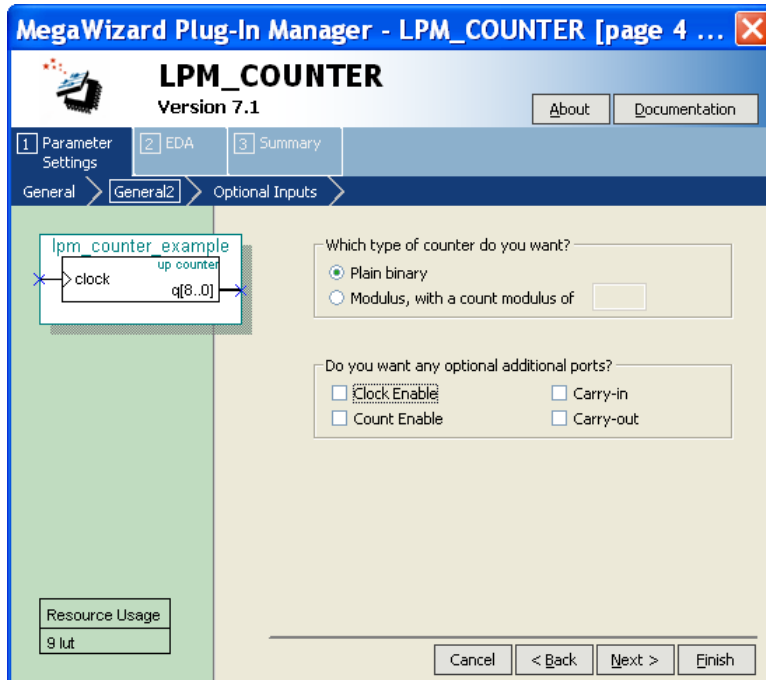 MegaWizard Plug-In Manager - LPM_COUNTER [page 4 ...
LPM_COUNTER
Version 7.1
About
Documentation
1 Parameter Settings
2 EDA
3 Summary
General
General2
Optional Inputs
lpm_counter_example
up counter
clock
q[8..0]
Which type of counter do you want?
Plain binary
Modulus, with a count modulus of
Do you want any optional additional ports?
Clock Enable
Carry-in
Count Enable
Carry-out
Resource Usage
9 lut
Cancel
< Back
Next >
Finish